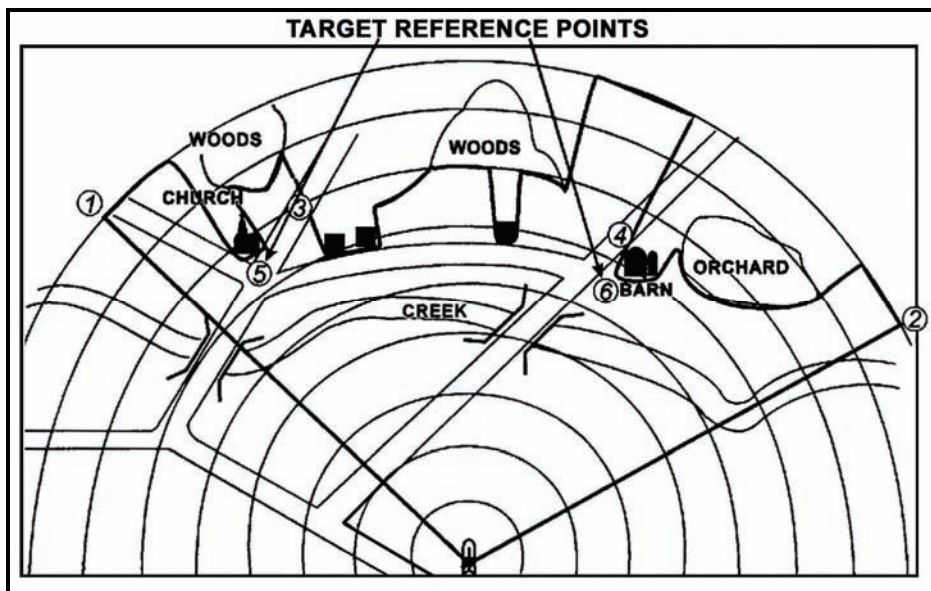 TARGET REFERENCE POINTS
WOODS
WOODS
1
CHURCH
3
4
5
ORCHARD
6
BARN
CREEK
2